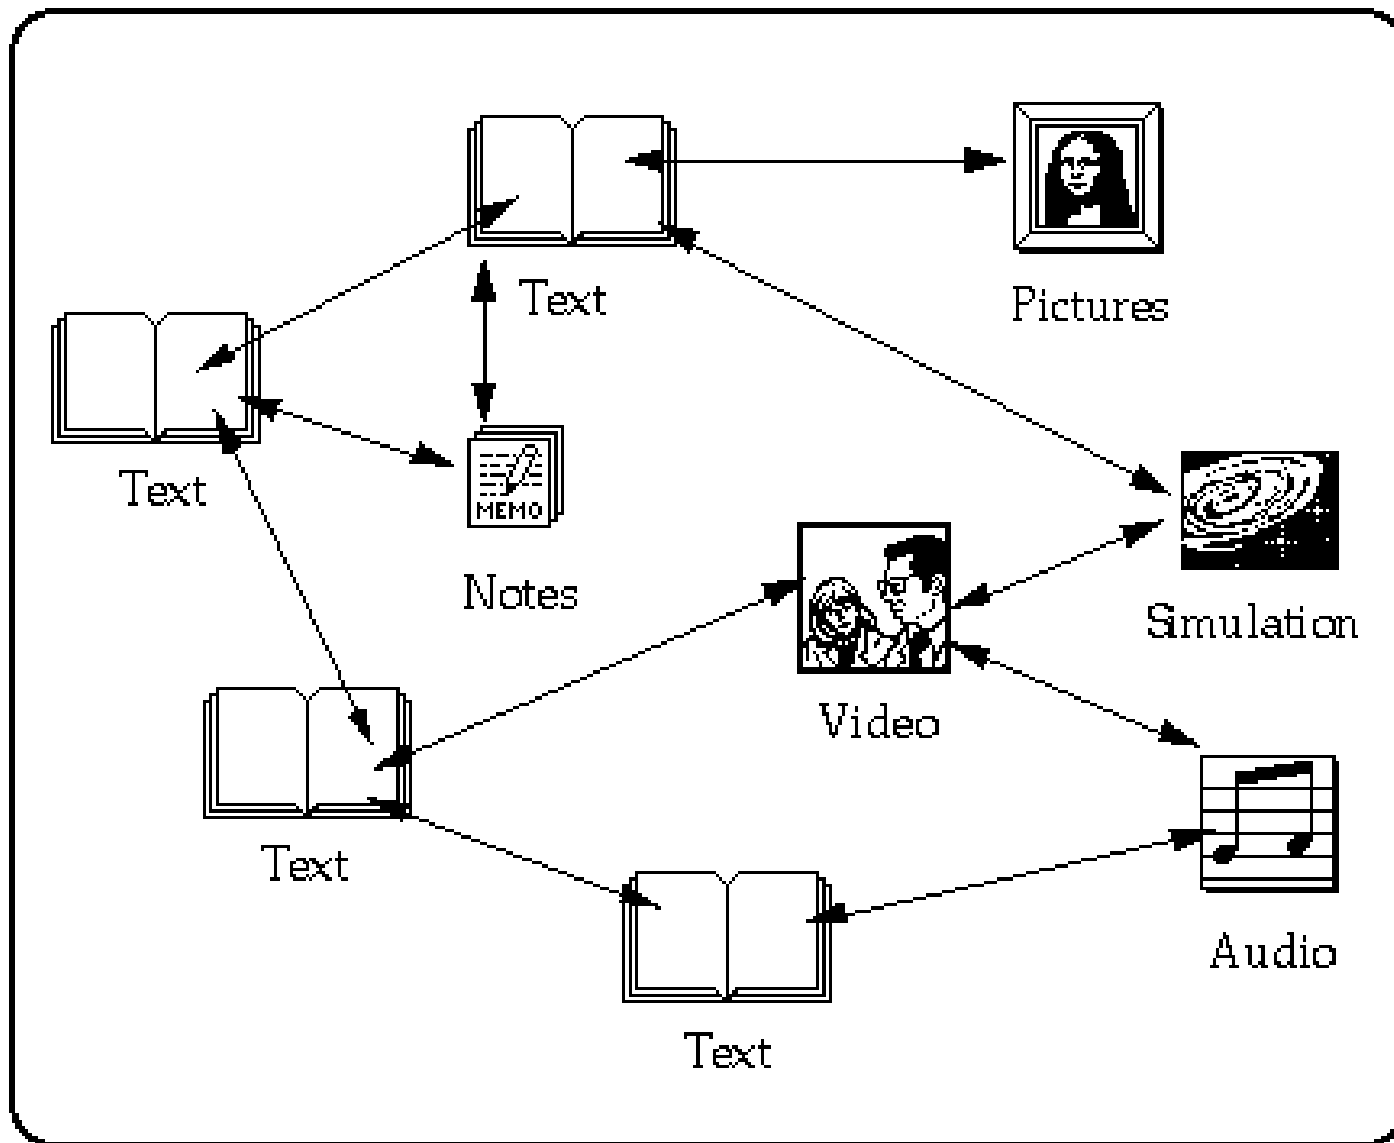 Text
Pictures
Text
MEMO
Notes
Simulation
Video
Text
Audio
Text